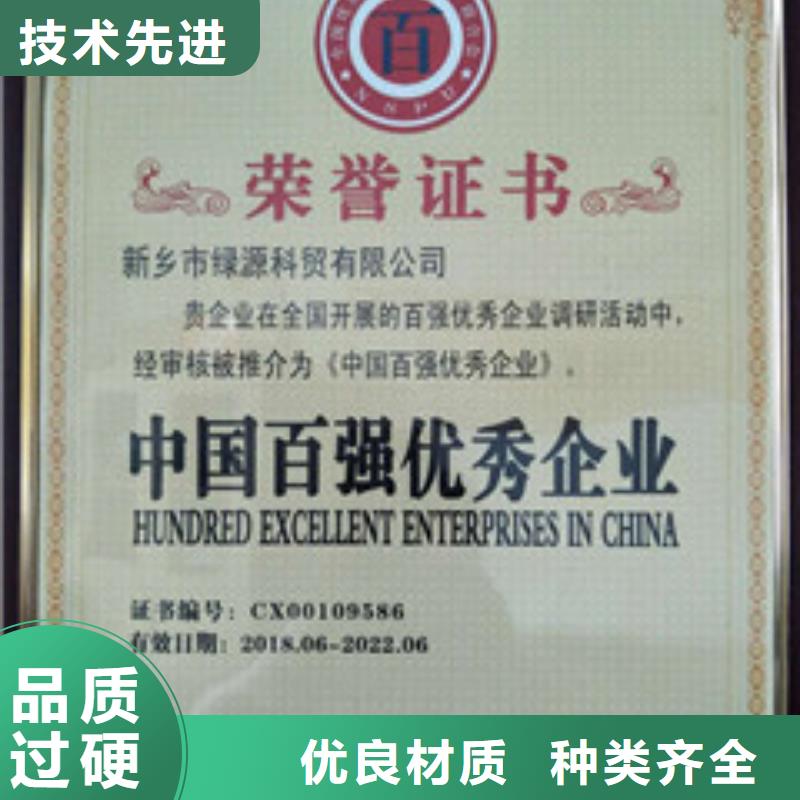 技术先进
百
NSPU
荣誉证书
新乡市绿源科贸有限公司
贵企业在全国开展的百强优秀企业调研活动中，
经审核被推介为《中国百强优秀企业》。
中国百强优秀企业
HUNDRED EXCELLENT ENTERPRISES IN CHINA
证书编号：CX00109586
有效日期：2018.06-2022.06
品质
过硬
优良材质 种类齐全